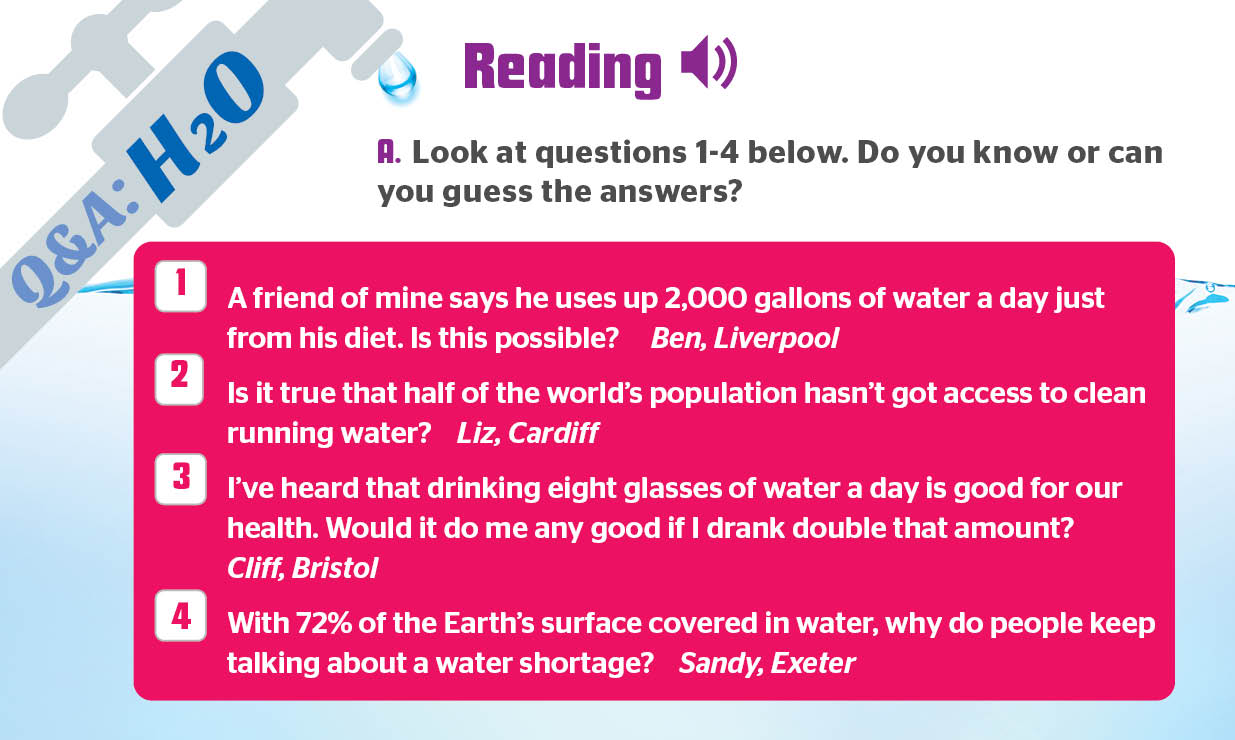 Q&A: H2O
Reading
A. Look at questions 1-4 below. Do you know or can
you guess the answers?
1
A friend of mine says he uses up 2,000 gallons of water a day just
from his diet. Is this possible? Ben, Liverpool
2
Is it true that half of the world’s population hasn’t got access to clean
running water? Liz, Cardiff
3
I’ve heard that drinking eight glasses of water a day is good for our
health. Would it do me any good if I drank double that amount?
Cliff, Bristol
4
With 72% of the Earth’s surface covered in water, why do people keep
talking about a water shortage? Sandy, Exeter